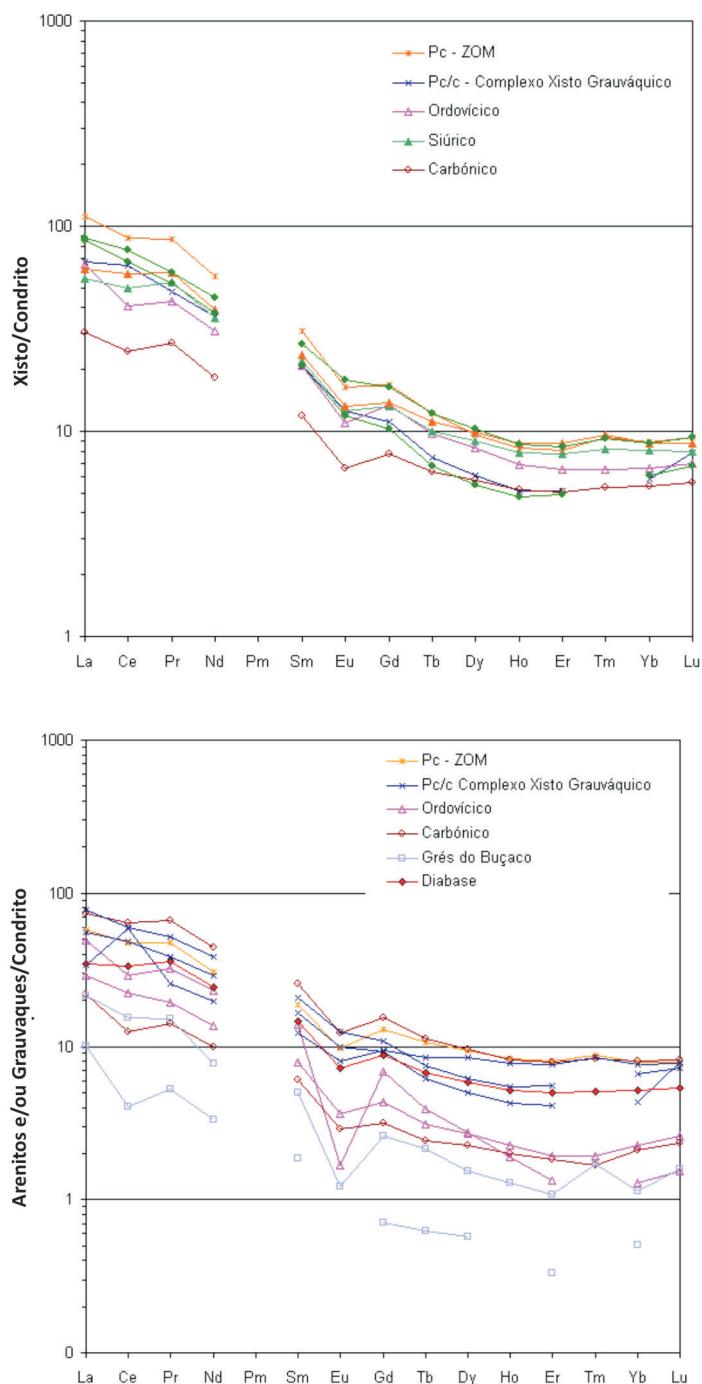 1000
Pc - ZOM
Pc/c - Complexo Xisto Grauváquico
Ordovícico
Siúrico
Carbónico
100
Xisto/Condrito
10
1
La Ce Pr Nd Pm Sm Eu Gd Tb Dy Ho Er Tm Yb Lu
1000
Pc - ZOM
Pc/c Complexo Xisto Grauváquico
Ordovícico
Carbónico
Grés do Buçaco
Diabase
100
Arenitos e/ou Grauvaques/Condrito
10
1
0
La Ce Pr Nd Pm Sm Eu Gd Tb Dy Ho Er Tm Yb Lu